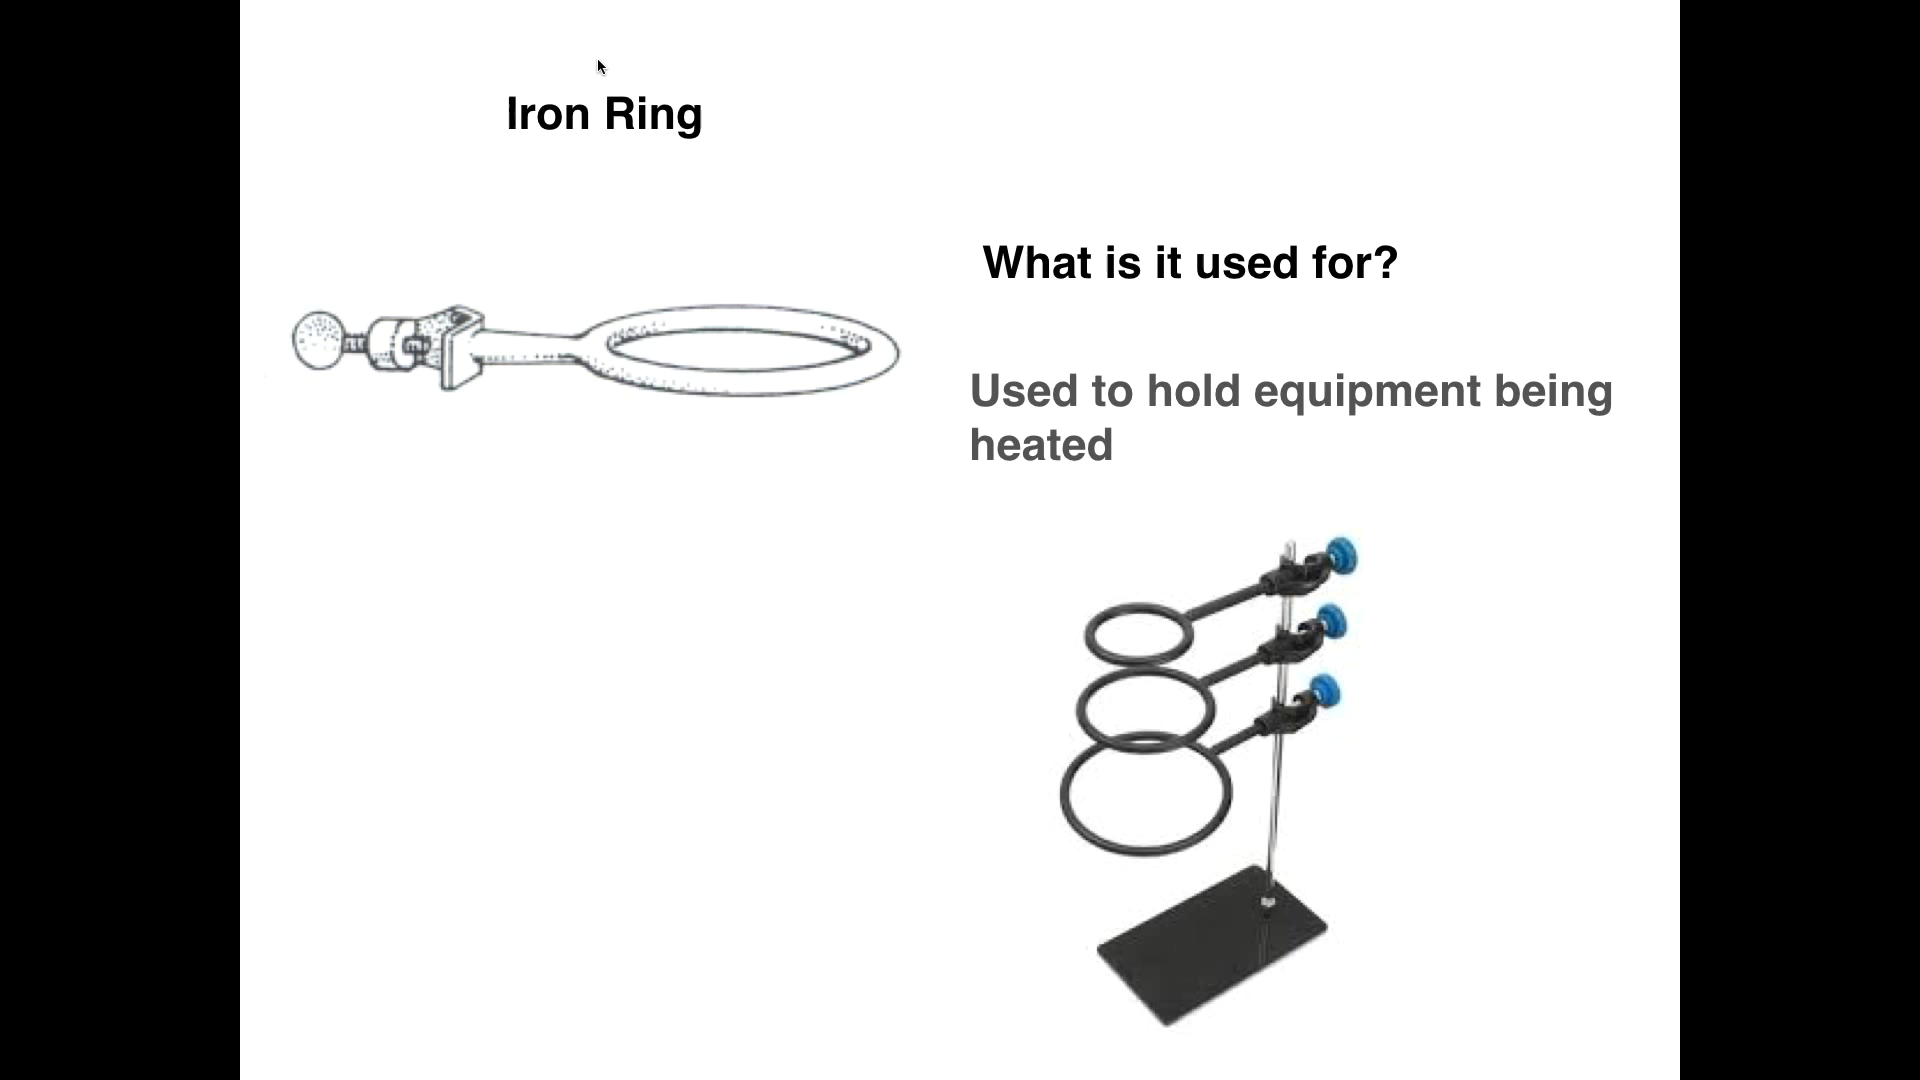 Iron Ring
What is it used for?
Used to hold equipment being
heated